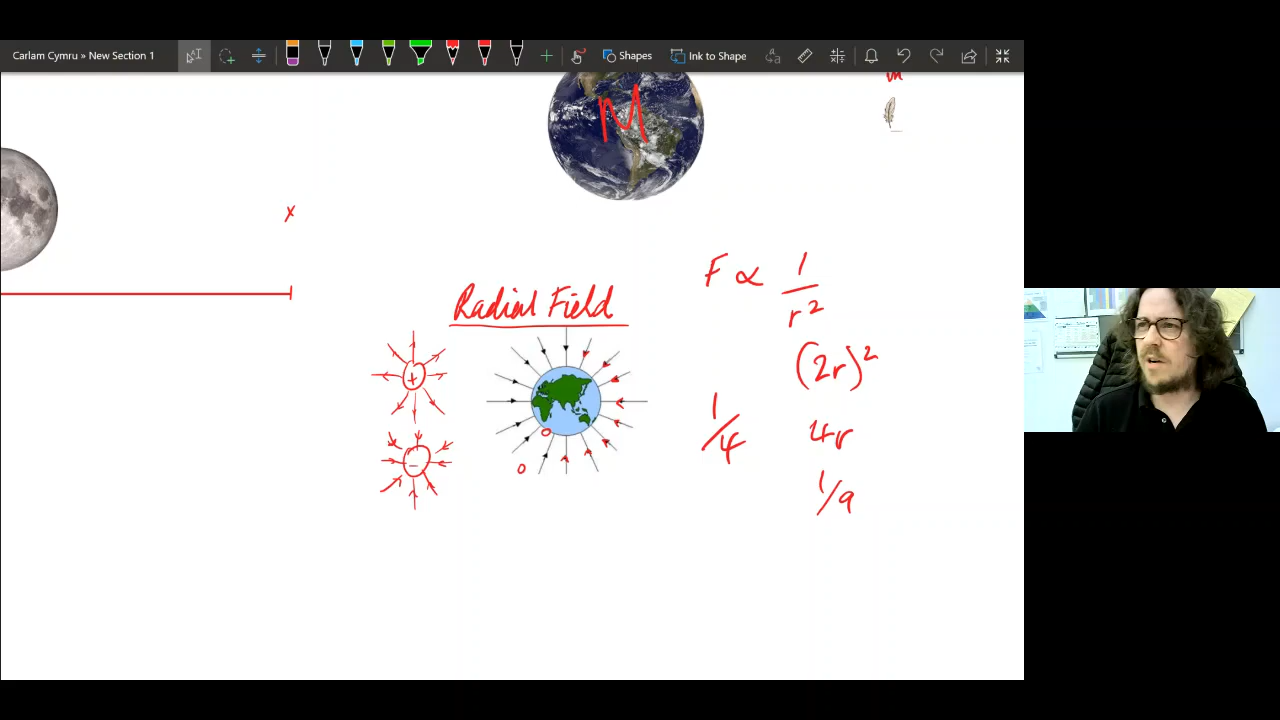 Carlam Cymru » New Section 1
Shapes
Ink to Shape
M
m
x
F ∝ 1/r²
Radial Field
(2r)²
+
1/4
4r
−
1/9